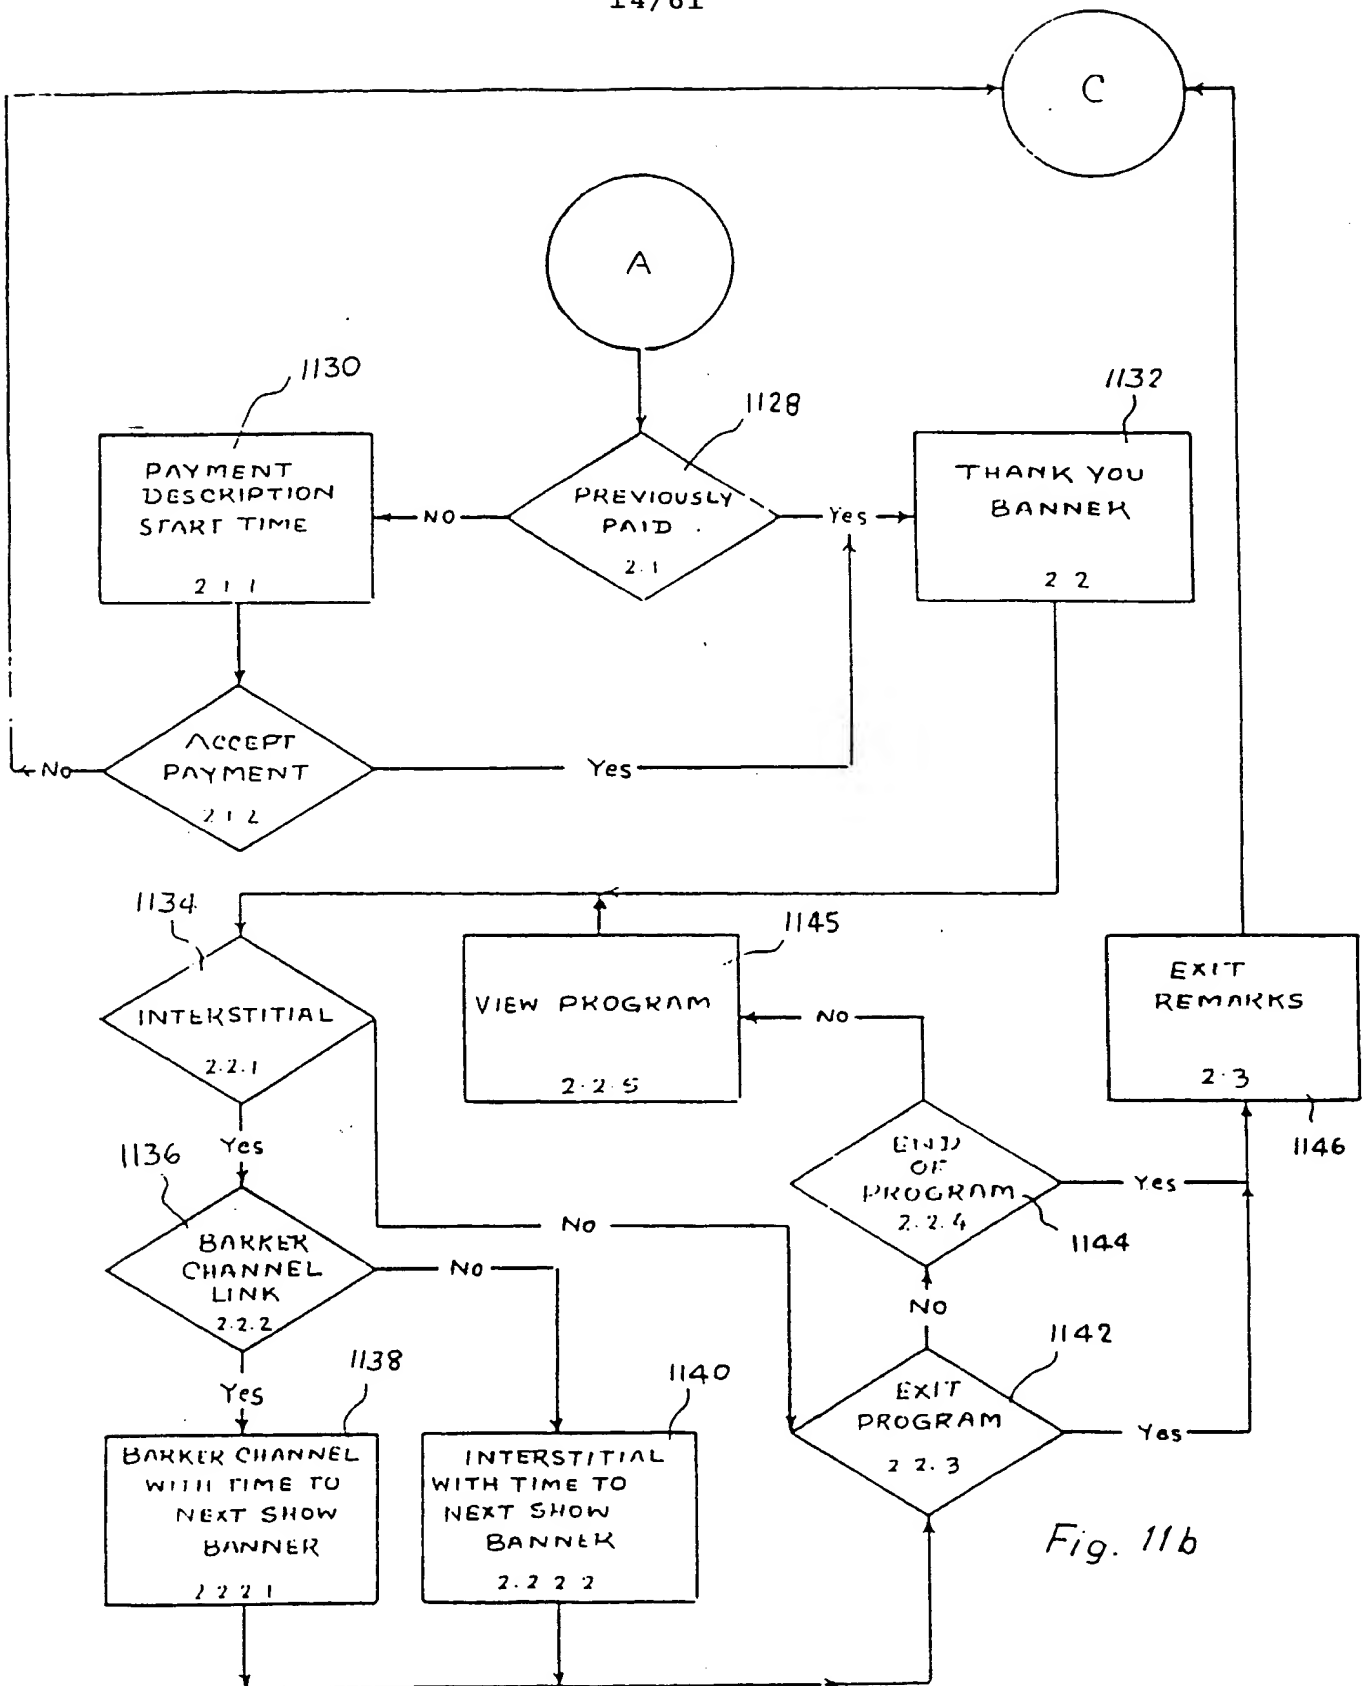 14/61
C
A
1130
1128
1132
PAYMENT
DESCRIPTION
START TIME
2 1 1
NO
PREVIOUSLY
PAID
2.1
Yes
THANK YOU
BANNER
2 2
ACCEPT
PAYMENT
2 1 2
No
Yes
1134
INTERSTITIAL
2.2.1
1145
VIEW PROGRAM
2.2.5
NO
EXIT
REMARKS
2.3
1146
Yes
1136
BARKER
CHANNEL
LINK
2.2.2
No
No
END
OF
PROGRAM
2.2.4
Yes
1144
NO
1142
EXIT
PROGRAM
2 2.3
Yes
Yes
1138
BARKER CHANNEL
WITH TIME TO
NEXT SHOW
BANNER
2 2 2 1
1140
INTERSTITIAL
WITH TIME TO
NEXT SHOW
BANNER
2.2 2 2
Fig. 11b